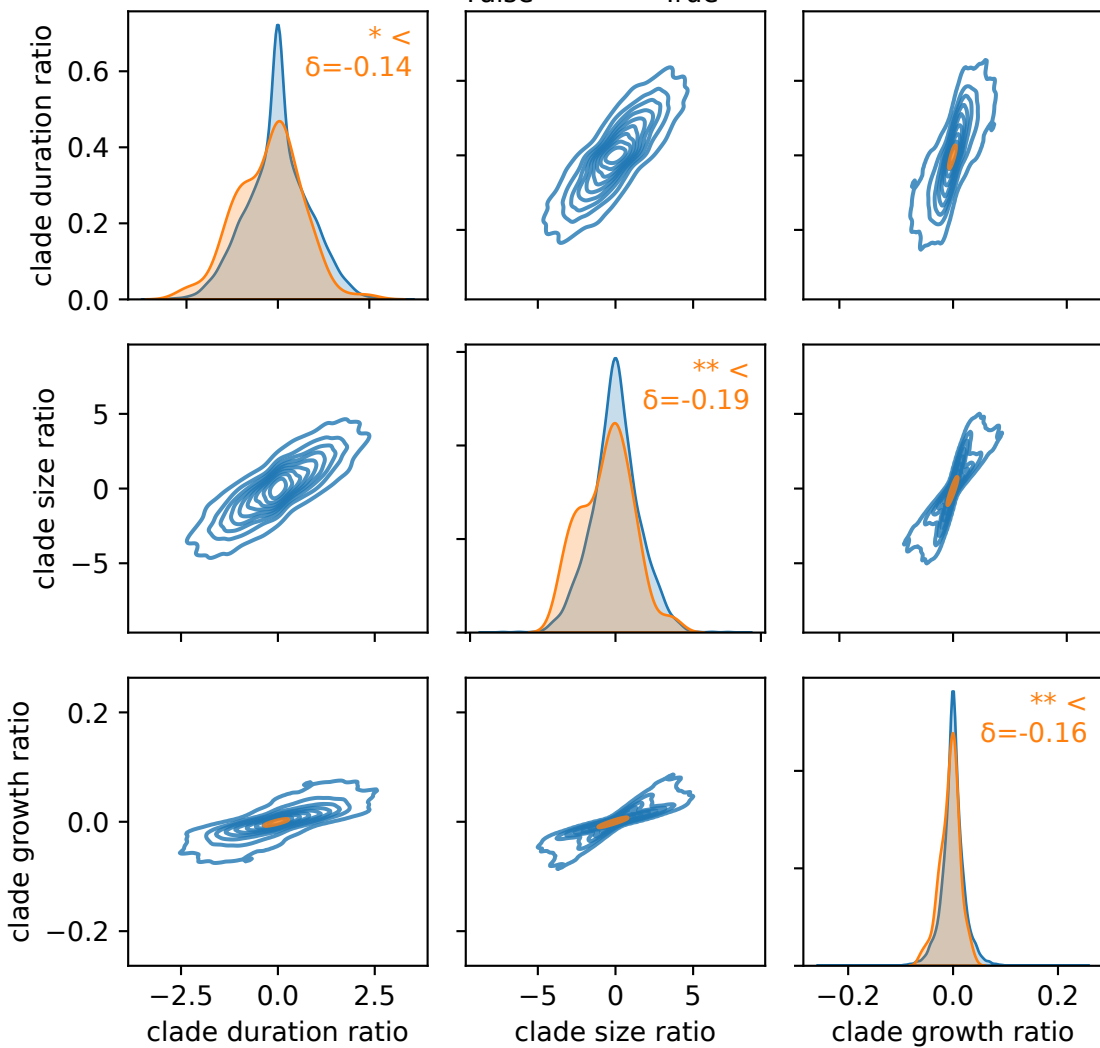 * <
δ=-0.14
clade duration ratio
0.6
0.4
0.2
0.0
** <
δ=-0.19
clade size ratio
5
0
−5
** <
δ=-0.16
clade growth ratio
0.2
0.0
−0.2
−2.5 0.0 2.5 −5 0 5 −0.2 0.0 0.2
clade duration ratio clade size ratio clade growth ratio